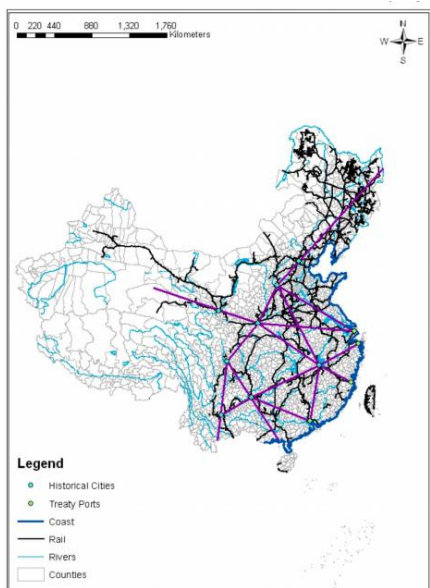 0 220 440 880 1,320 1,760
Kilometers
N
W E
S
Legend
Historical Cities
Treaty Ports
Coast
Rail
Rivers
Counties